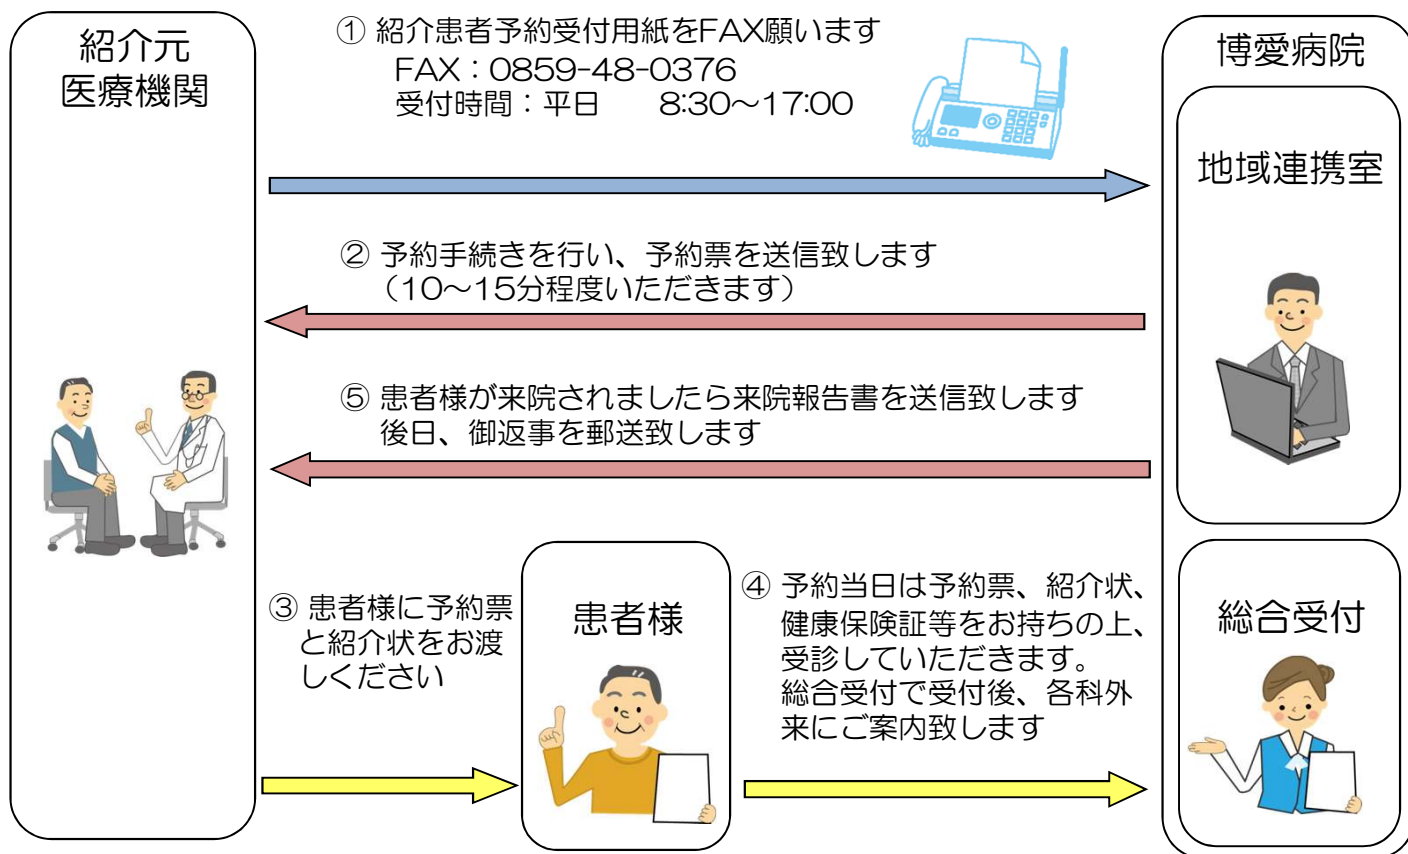 紹介元
医療機関
① 紹介患者予約受付用紙をFAX願います
FAX:0859-48-0376
受付時間:平日 8:30~17:00
博愛病院
地域連携室
② 予約手続きを行い、予約票を送信致します
(10~15分程度いただきます)
⑤ 患者様が来院されましたら来院報告書を送信致します
後日、御返事を郵送致します
③ 患者様に予約票
と紹介状をお渡
しください
患者様
④ 予約当日は予約票、紹介状、
健康保険証等をお持ちの上、
受診していただきます。
総合受付で受付後、各科外
来にご案内致します
総合受付